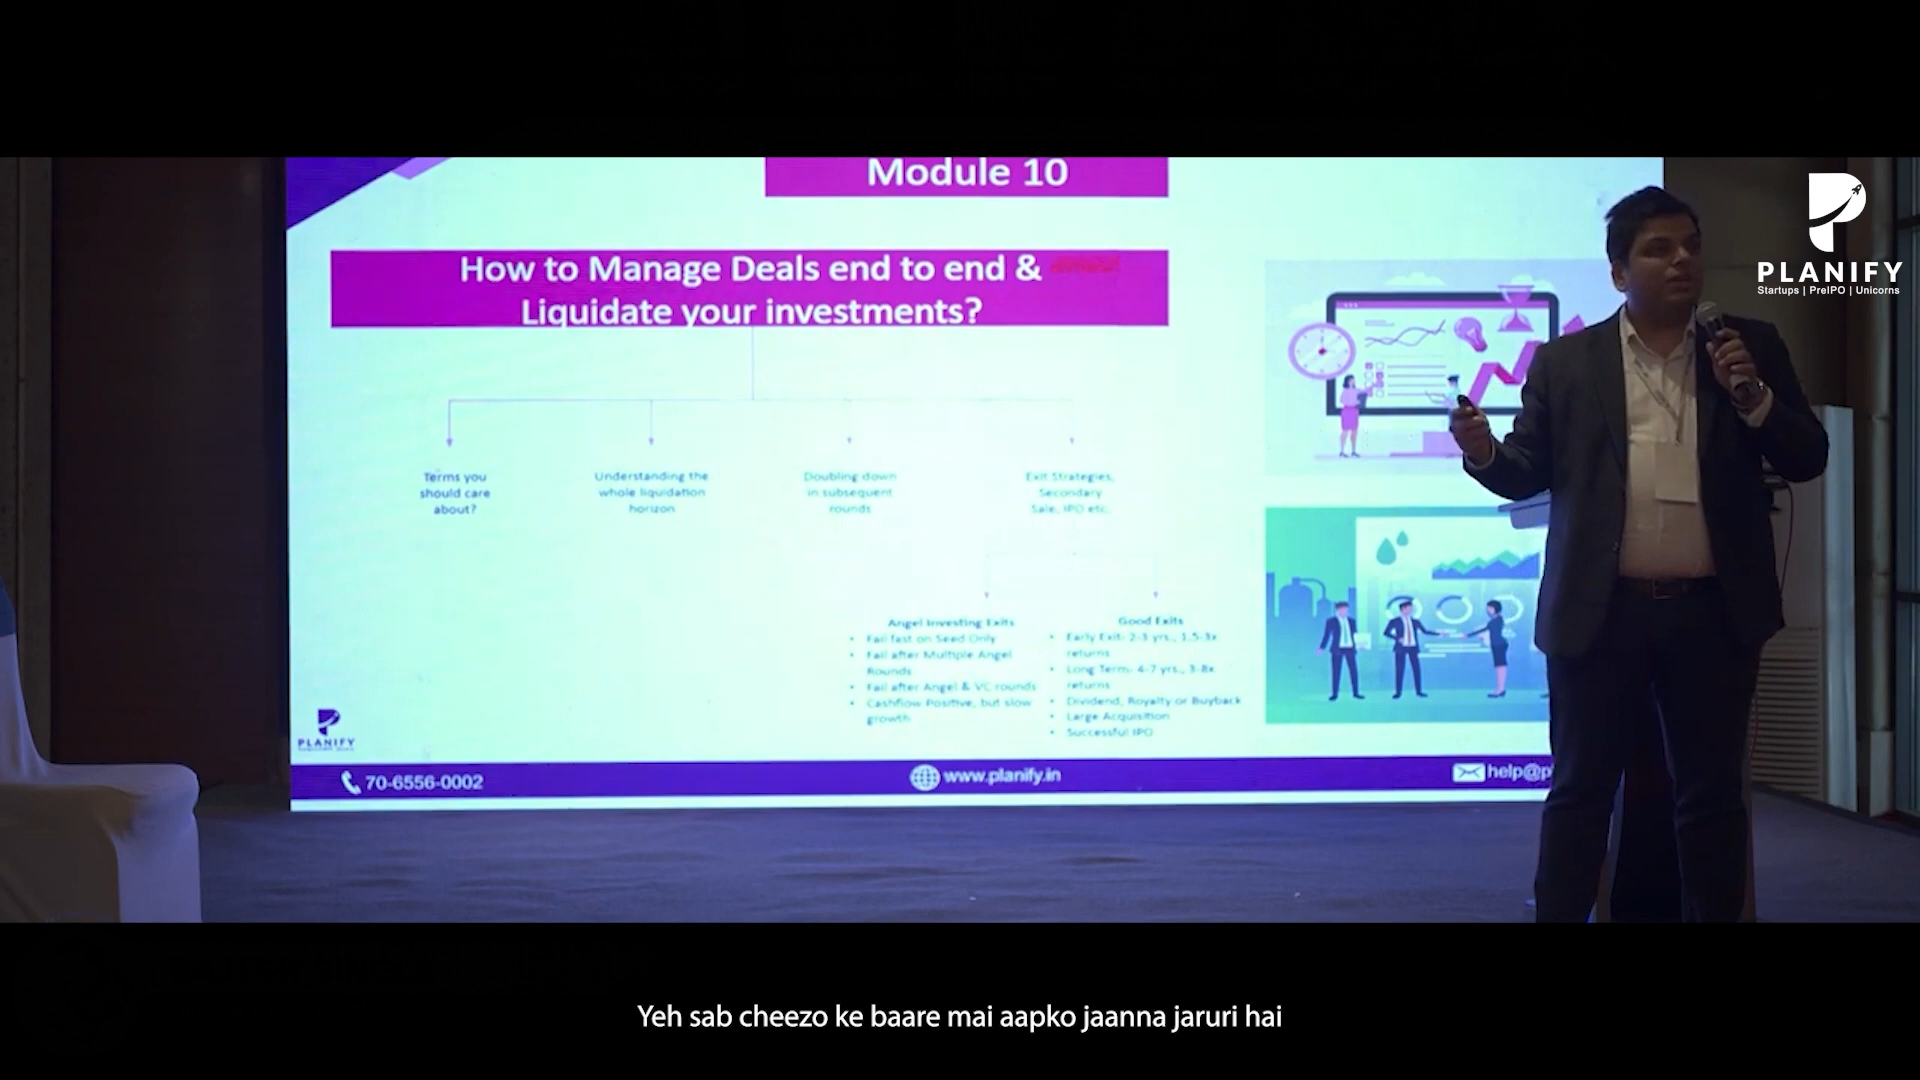 Module 10
How to Manage Deals end to end &
Liquidate your investments?
Terms you
should care
about?
Understanding the
whole liquidation
horizon
Doubling down
in subsequent
rounds
Exit Strategies,
Secondary
Sale, IPO etc.
Angel Investing Exits
• Fail fast on Seed Only
• Fail after Multiple Angel
Rounds
• Fail after Angel & VC rounds
• Cashflow Positive, but slow
growth
Good Exits
• Early Exit- 2-3 yrs., 1.5-3x
returns
• Long Term- 4-7 yrs., 3-8x
returns
• Dividend, Royalty or Buyback
• Large Acquisition
• Successful IPO
PLANIFY
70-6556-0002
www.planify.in
help@p
PLANIFY
Startups | PreIPO | Unicorns
Yeh sab cheezo ke baare mai aapko jaanna jaruri hai